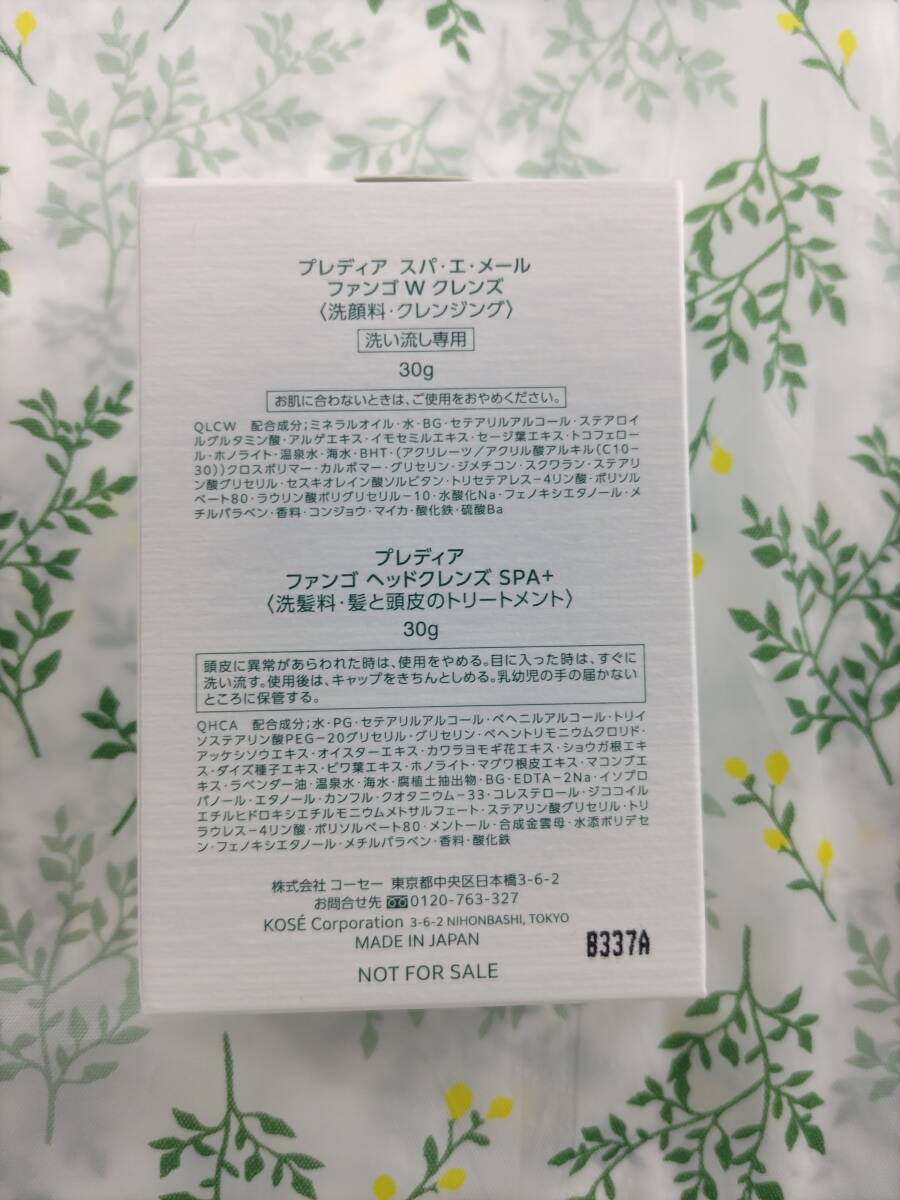 プレディア スパ・エ・メール
ファンゴ W クレンズ
〈洗顔料・クレンジング〉
洗い流し専用
30g
お肌に合わないときは、ご使用をおやめください。
QLCW 配合成分;ミネラルオイル・水・BG・セテアリルアルコール・ステアロイ
ルグルタミン酸・アルゲエキス・イモセミルエキス・セージ葉エキス・トコフェロー
ル・ホノライト・温泉水・海水・BHT・(アクリレーツ/アクリル酸アルキル(C10-
30))クロスポリマー・カルボマー・グリセリン・ジメチコン・スクワラン・ステアリ
ン酸グリセリル・セスキオレイン酸ソルビタン・トリセテアレス-4リン酸・ポリソル
ベート80・ラウリン酸ポリグリセリル-10・水酸化Na・フェノキシエタノール・メ
チルパラベン・香料・コンジョウ・マイカ・酸化鉄・硫酸Ba
プレディア
ファンゴ ヘッドクレンズ SPA+
〈洗髪料・髪と頭皮のトリートメント〉
30g
頭皮に異常があらわれた時は、使用をやめる。目に入った時は、すぐに
洗い流す。使用後は、キャップをきちんとしめる。乳幼児の手の届かない
ところに保管する。
QHCA 配合成分;水・PG・セテアリルアルコール・ベヘニルアルコール・トリイ
ソステアリン酸PEG-20グリセリル・グリセリン・ベヘントリモニウムクロリド・
アッケシソウエキス・オイスターエキス・カワラヨモギ花エキス・ショウガ根エキ
ス・ダイズ種子エキス・ビワ葉エキス・ホノライト・マグワ根皮エキス・マコンブエ
キス・ラベンダー油・温泉水・海水・腐植土抽出物・BG・EDTA-2Na・イソプロ
パノール・エタノール・カンフル・クオタニウム-33・コレステロール・ジココイル
エチルヒドロキシエチルモニウムメトサルフェート・ステアリン酸グリセリル・トリ
ラウレス-4リン酸・ポリソルベート80・メントール・合成金雲母・水添ポリデセ
ン・フェノキシエタノール・メチルパラベン・香料・酸化鉄
株式会社 コーセー 東京都中央区日本橋3-6-2
お問合せ先 0120-763-327
KOSÉ Corporation 3-6-2 NIHONBASHI, TOKYO
MADE IN JAPAN
NOT FOR SALE
B337A